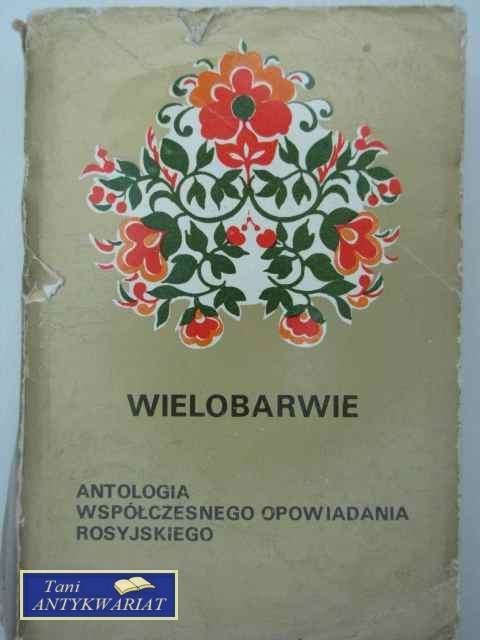 WIELOBARWIE
ANTOLOGIA
WSPÓŁCZESNEGO OPOWIADANIA
ROSYJSKIEGO
Tani
ANTYKWARIAT